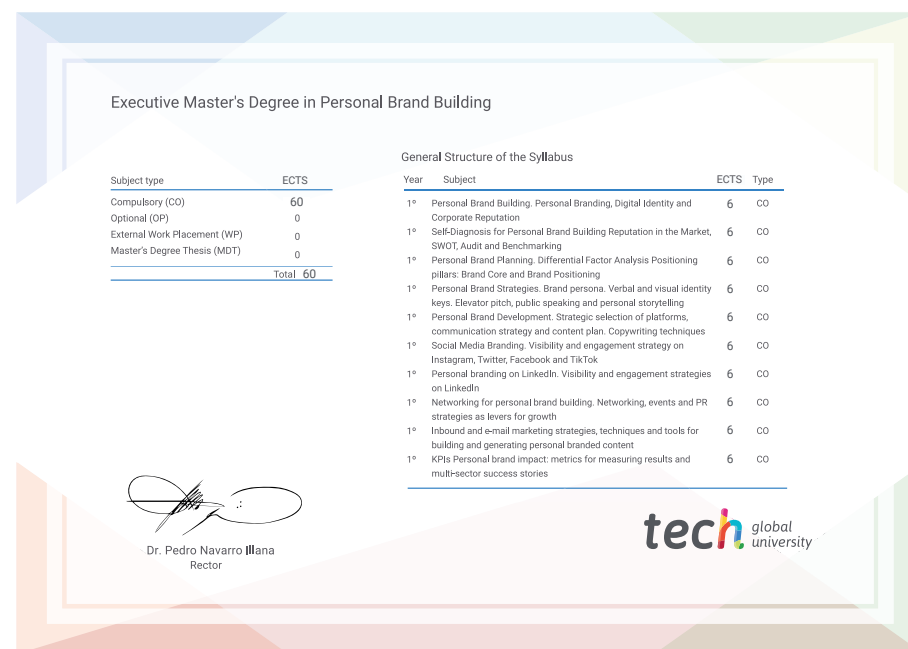 Executive Master's Degree in Personal Brand Building
Subject type ECTS
Compulsory (CO) 60
Optional (OP) 0
External Work Placement (WP) 0
Master's Degree Thesis (MDT) 0
Total 60
General Structure of the Syllabus
Year Subject ECTS Type
1º Personal Brand Building. Personal Branding, Digital Identity and 6 CO
Corporate Reputation
1º Self-Diagnosis for Personal Brand Building Reputation in the Market, 6 CO
SWOT, Audit and Benchmarking
1º Personal Brand Planning. Differential Factor Analysis Positioning 6 CO
pillars: Brand Core and Brand Positioning
1º Personal Brand Strategies. Brand persona. Verbal and visual identity 6 CO
keys. Elevator pitch, public speaking and personal storytelling
1º Personal Brand Development. Strategic selection of platforms, 6 CO
communication strategy and content plan. Copywriting techniques
1º Social Media Branding. Visibility and engagement strategy on 6 CO
Instagram, Twitter, Facebook and TikTok
1º Personal branding on LinkedIn. Visibility and engagement strategies 6 CO
on LinkedIn
1º Networking for personal brand building. Networking, events and PR 6 CO
strategies as levers for growth
1º Inbound and e-mail marketing strategies, techniques and tools for 6 CO
building and generating personal branded content
1º KPIs Personal brand impact: metrics for measuring results and 6 CO
multi-sector success stories
Dr. Pedro Navarro Illana
Rector
tech global
university